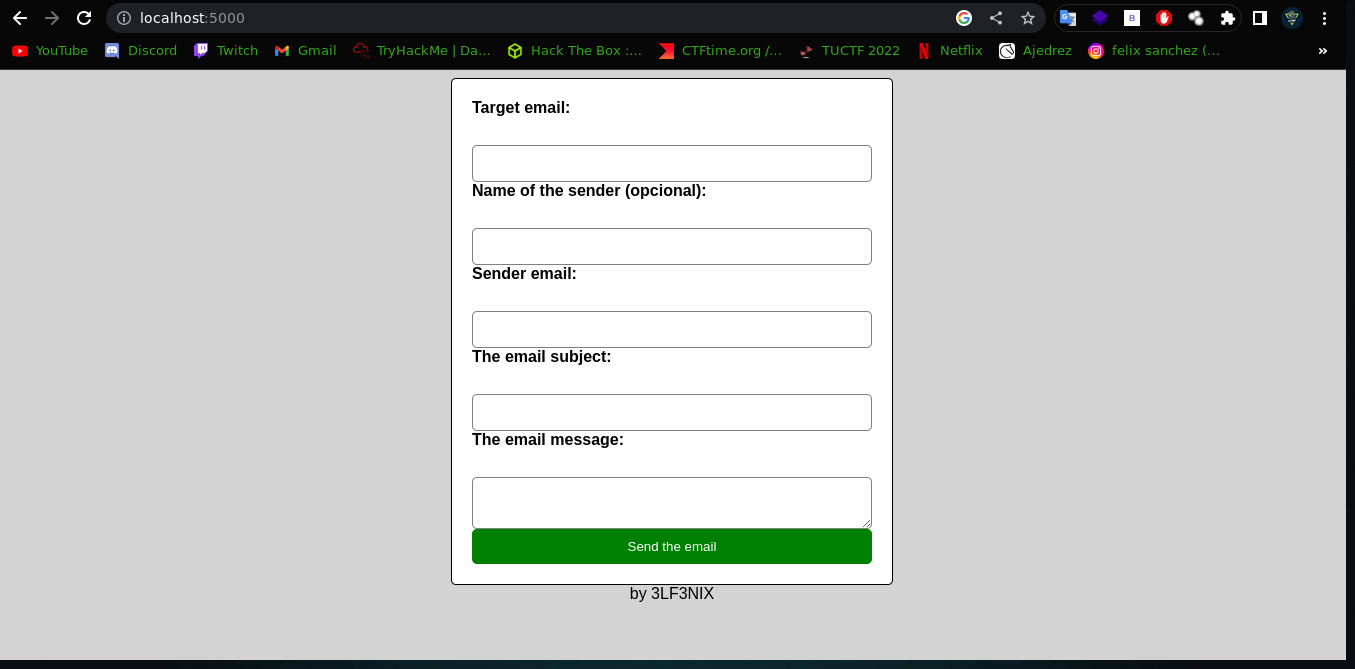 localhost:5000
YouTube Discord Twitch Gmail TryHackMe | Da... Hack The Box :... CTFtime.org /... TUCTF 2022 Netflix Ajedrez felix sanchez (... »
Target email:
Name of the sender (opcional):
Sender email:
The email subject:
The email message:
Send the email
by 3LF3NIX